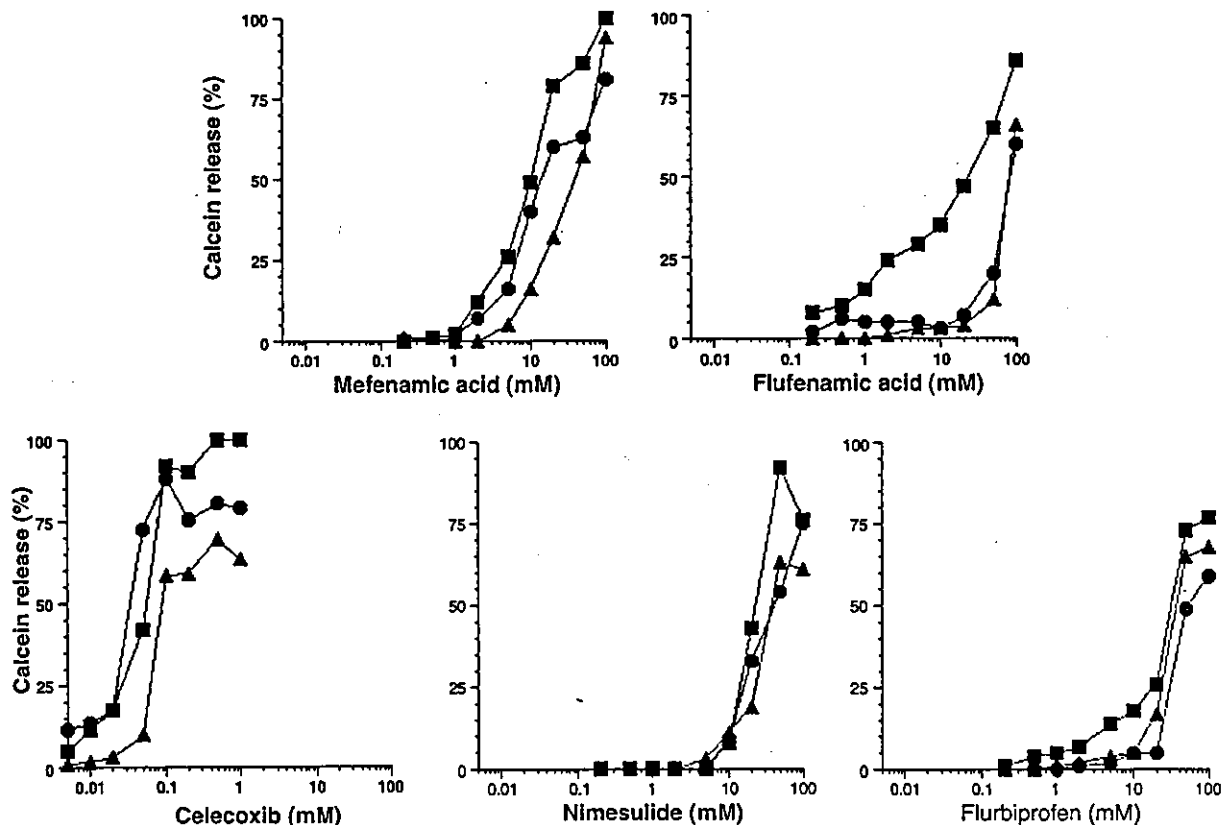 100
75
50
25
0
Calcein release (%)
0.01 0.1 1 10 100
Mefenamic acid (mM)
100
75
50
25
0
0.01 0.1 1 10 100
Flufenamic acid (mM)
100
75
50
25
0
Calcein release (%)
0.01 0.1 1 10 100
Celecoxib (mM)
100
75
50
25
0
0.01 0.1 1 10 100
Nimesulide (mM)
100
75
50
25
0
0.01 0.1 1 10 100
Flurbiprofen (mM)